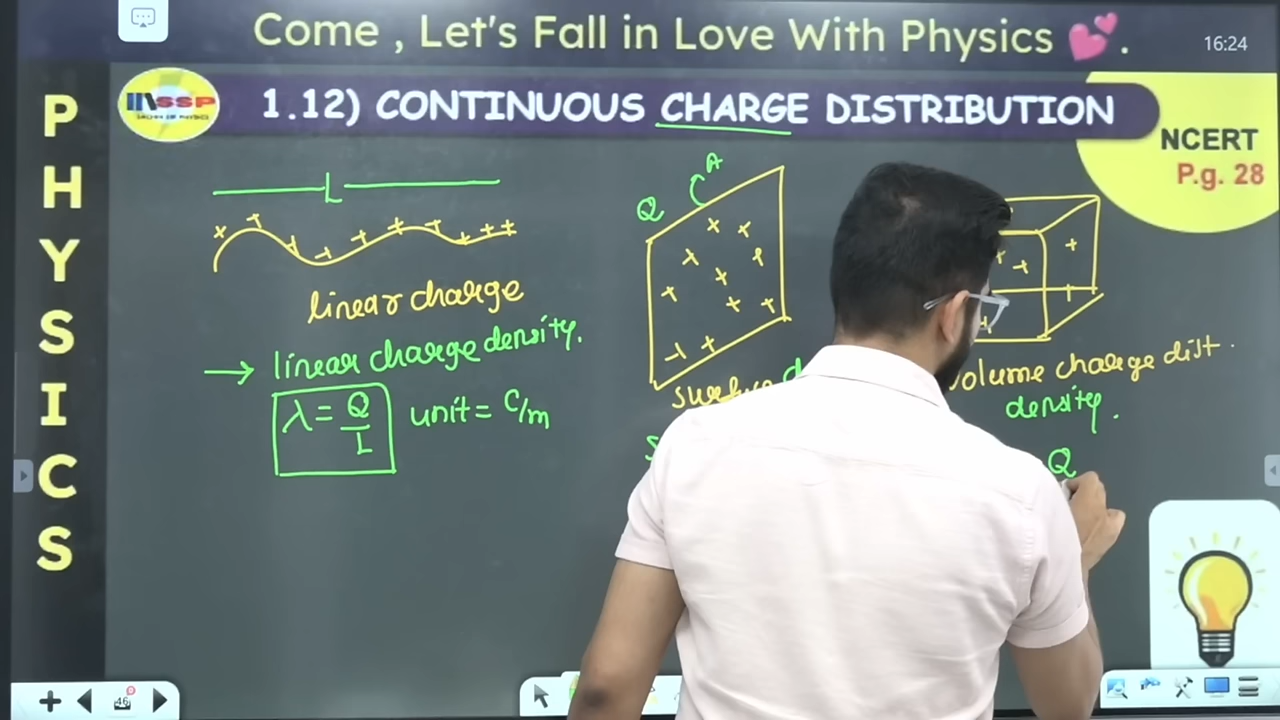 Come , Let's Fall in Love With Physics 💕 .
16:24
PHYSICS
SSP
1.12) CONTINUOUS CHARGE DISTRIBUTION
NCERT
P.g. 28
L
linear charge
→ linear charge density.
λ = Q/L unit = C/m
Q
A
volume charge dist .
density .
Q